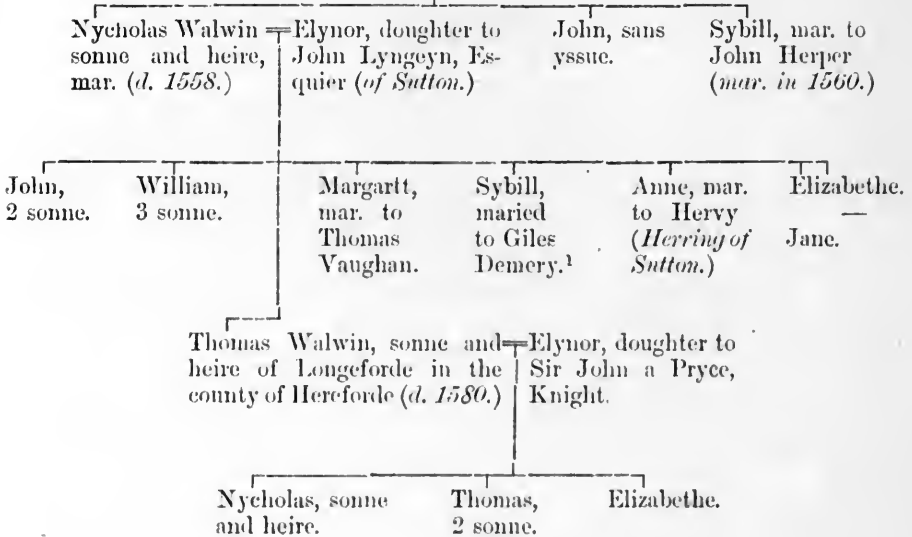 Nycholas Walwin
sonne and heire,
mar. (d. 1558.)
Elynor, doughter to
John Lyngeyn, Es-
quier (of Sutton.)
John, sans
yssue.
Sybill, mar. to
John Herper
(mar. in 1560.)
John,
2 sonne.
William,
3 sonne.
Margartt,
mar. to
Thomas
Vaughan.
Sybill,
maried
to Giles
Demery.¹
Anne, mar.
to Hervy
(Herring of
Sutton.)
Elizabethe.
—
Jane.
Thomas Walwin, sonne and
heire of Longeforde in the
county of Hereforde (d. 1580.)
Elynor, doughter to
Sir John a Pryce,
Knight.
Nycholas, sonne
and heire.
Thomas,
2 sonne.
Elizabethe.